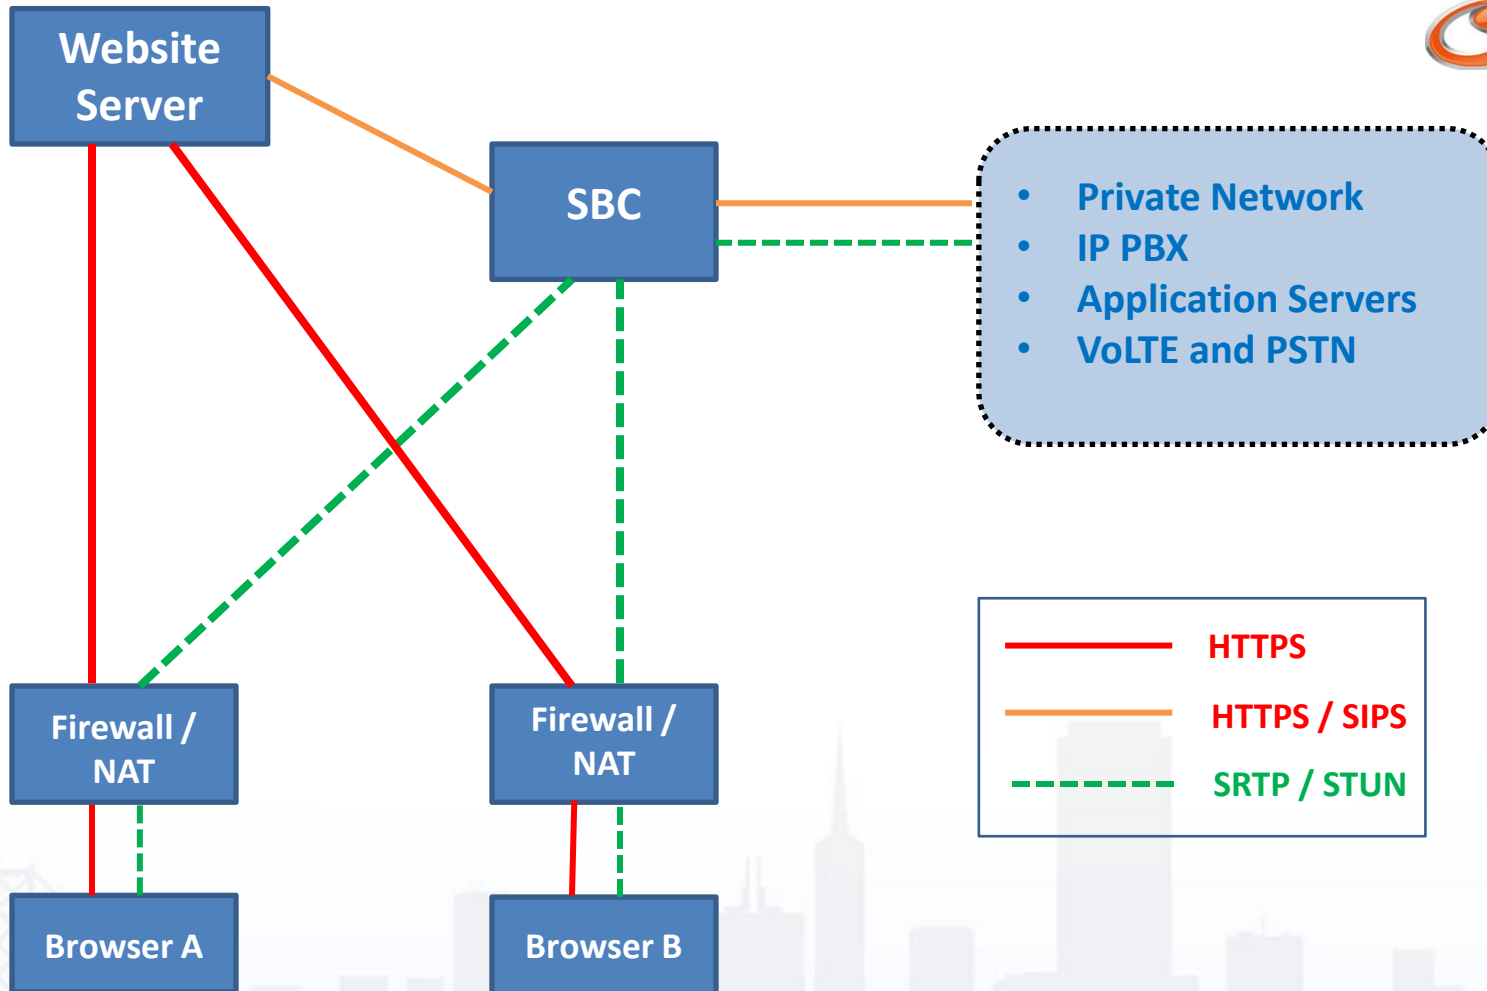 Website
Server
SBC
• Private Network
• IP PBX
• Application Servers
• VoLTE and PSTN
Firewall /
NAT
Firewall /
NAT
HTTPS
HTTPS / SIPS
SRTP / STUN
Browser A
Browser B